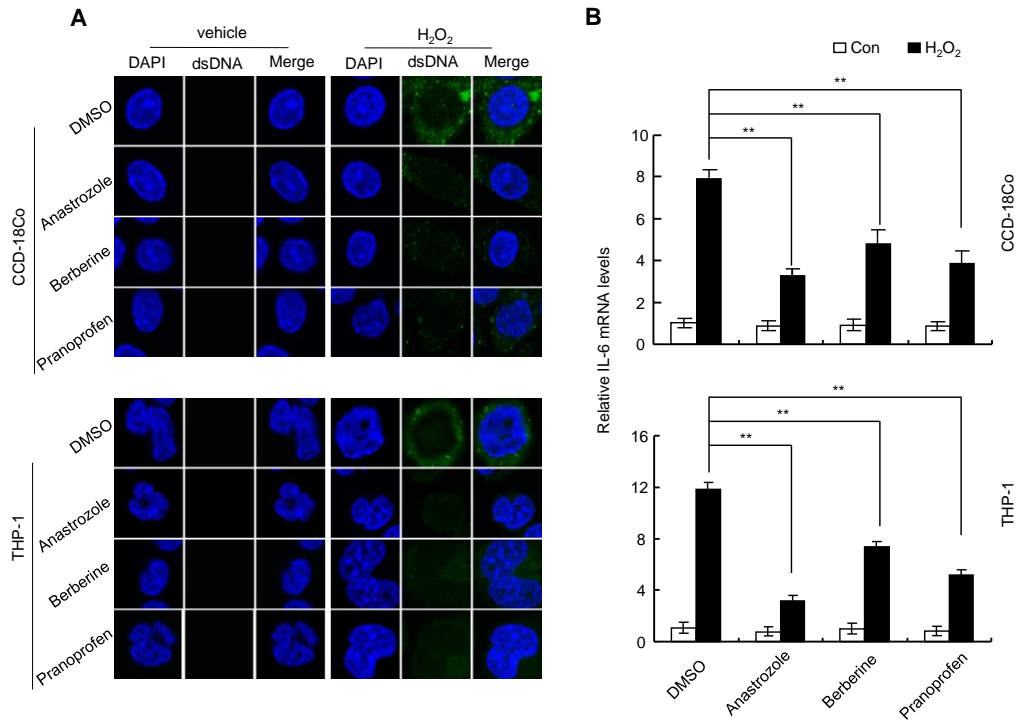 A
vehicle
H₂O₂
DAPI dsDNA Merge DAPI dsDNA Merge
CCD-18Co
DMSO
Anastrozole
Berberine
Pranoprofen
THP-1
DMSO
Anastrozole
Berberine
Pranoprofen
B
Con H₂O₂
Relative IL-6 mRNA levels
**
**
**
10
8
6
4
2
0
CCD-18Co
**
**
**
16
12
8
4
0
THP-1
DMSO
Anastrozole
Berberine
Pranoprofen